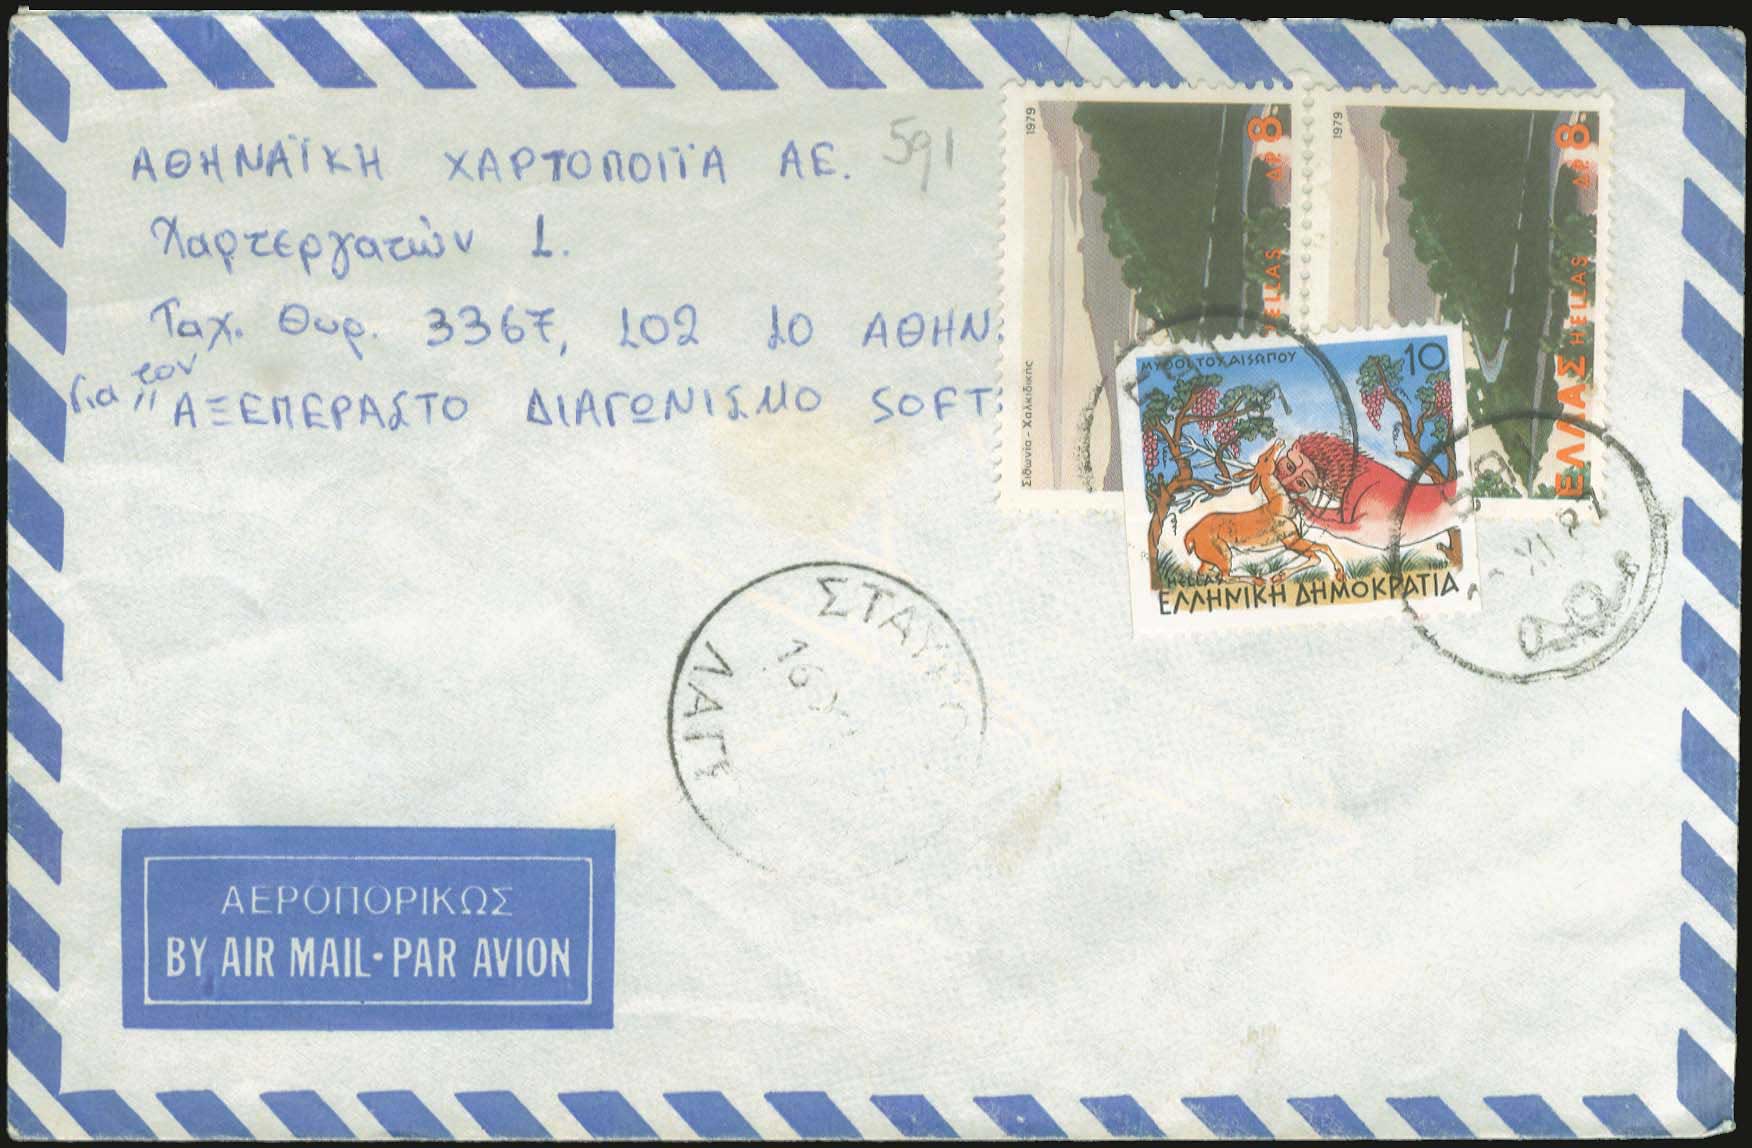 ΑΘΗΝΑΪΚΗ ΧΑΡΤΟΠΟΙΪΑ ΑΕ. 591
Χαρτεργατών 1.
Ταχ. Θυρ. 3367, 102 10 ΑΘΗΝ.
Για τον
"ΑΞΕΠΕΡΑΣΤΟ ΔΙΑΓΩΝΙΣΜΟ SOFT
1979
Σιθωνία - Χαλκιδικής
ΔΡ. 8
HELLAS
1979
ΔΡ. 8
ΕΛΛΑΣ HELLAS
ΜΥΘΟΙ ΤΟΥ ΑΙΣΩΠΟΥ 10
HELLAS 1987
ΕΛΛΗΝΙΚΗ ΔΗΜΟΚΡΑΤΙΑ
ΑΕΡΟΠΟΡΙΚΩΣ
BY AIR MAIL · PAR AVION